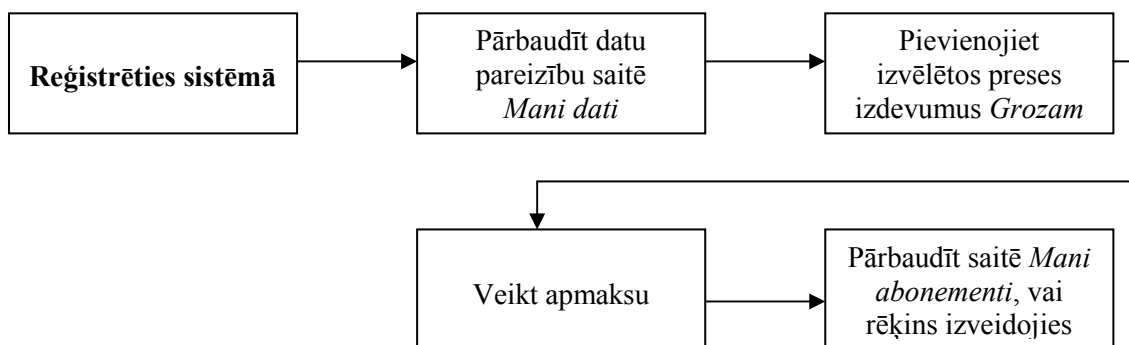 Reģistrēties sistēmā
Pārbaudīt datu
pareizību saitē
Mani dati
Pievienojiet
izvēlētos preses
izdevumus Grozam
Veikt apmaksu
Pārbaudīt saitē Mani
abonementi, vai
rēķins izveidojies